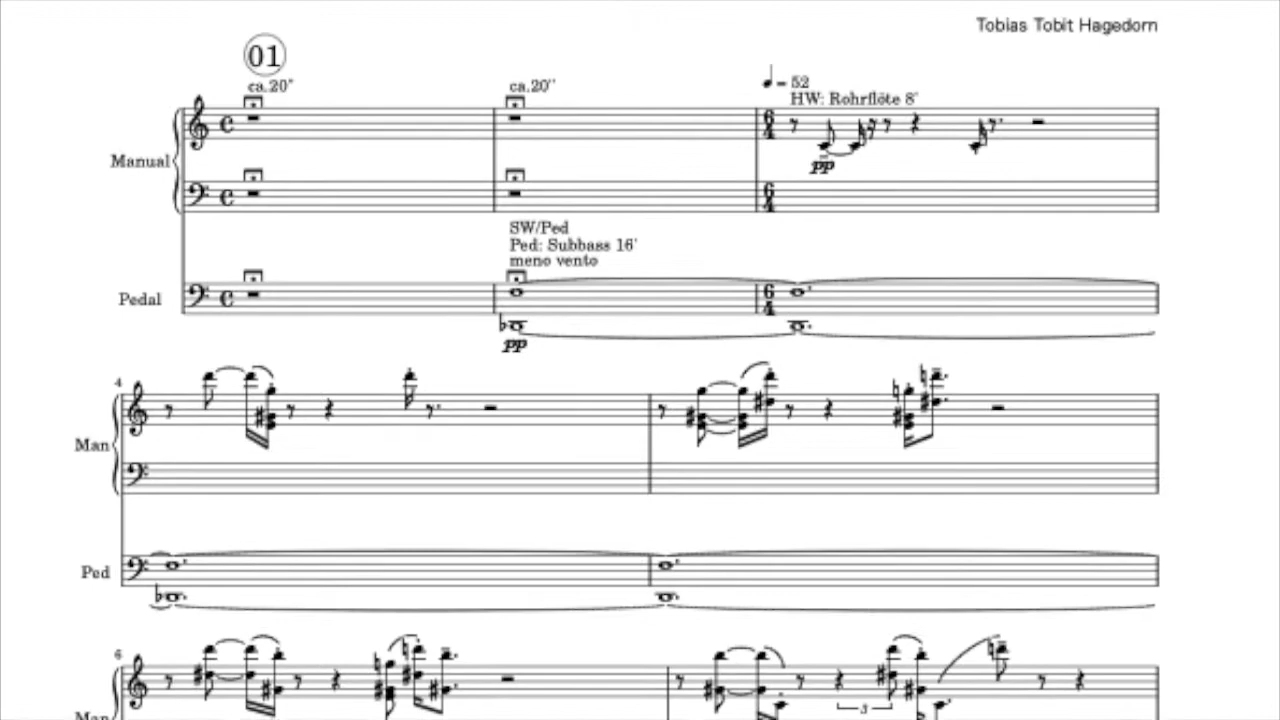 Tobias Tobit Hagedorn
01
ca.20" ca.20'' = 52
HW: Rohrflöte 8'
Manual
pp
SW/Ped
Ped: Subbass 16'
meno vento
Pedal
pp
4
Man
Ped
6
3
Man